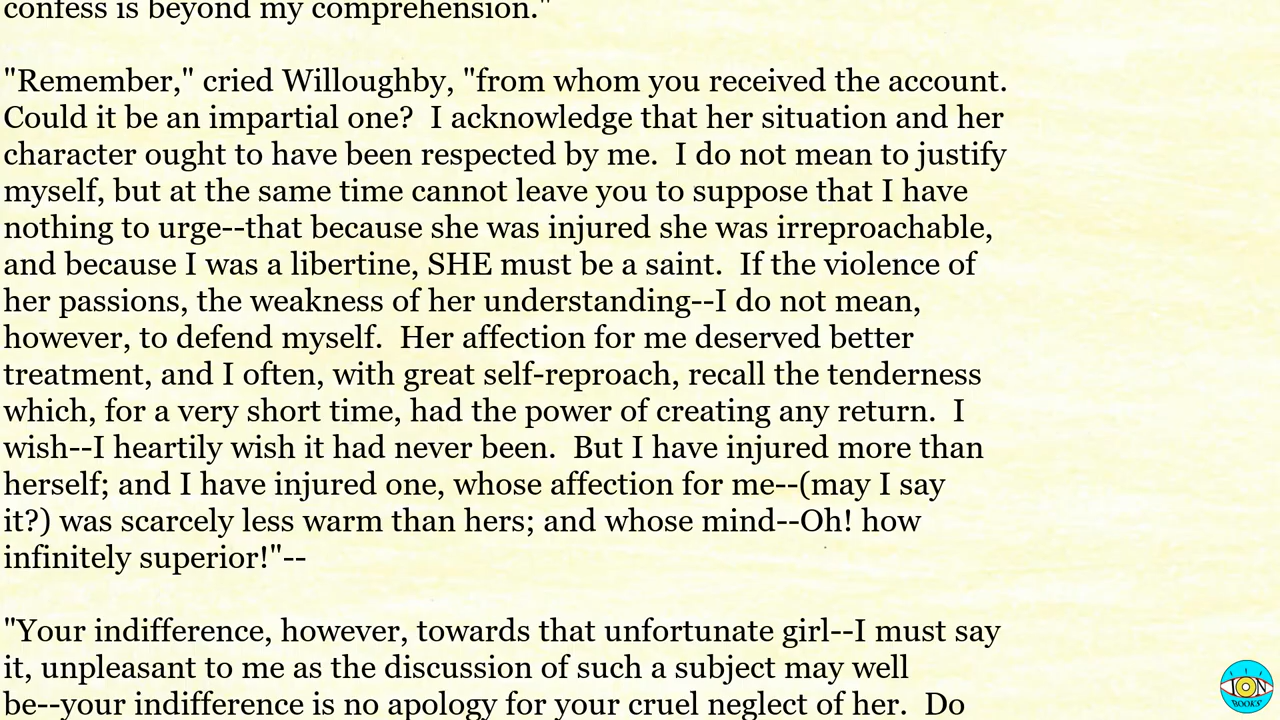 confess is beyond my comprehension."
"Remember," cried Willoughby, "from whom you received the account.
Could it be an impartial one?  I acknowledge that her situation and her
character ought to have been respected by me.  I do not mean to justify
myself, but at the same time cannot leave you to suppose that I have
nothing to urge--that because she was injured she was irreproachable,
and because I was a libertine, SHE must be a saint.  If the violence of
her passions, the weakness of her understanding--I do not mean,
however, to defend myself.  Her affection for me deserved better
treatment, and I often, with great self-reproach, recall the tenderness
which, for a very short time, had the power of creating any return.  I
wish--I heartily wish it had never been.  But I have injured more than
herself; and I have injured one, whose affection for me--(may I say
it?) was scarcely less warm than hers; and whose mind--Oh! how
infinitely superior!"--
"Your indifference, however, towards that unfortunate girl--I must say
it, unpleasant to me as the discussion of such a subject may well
be--your indifference is no apology for your cruel neglect of her.  Do
ION
BOOKS